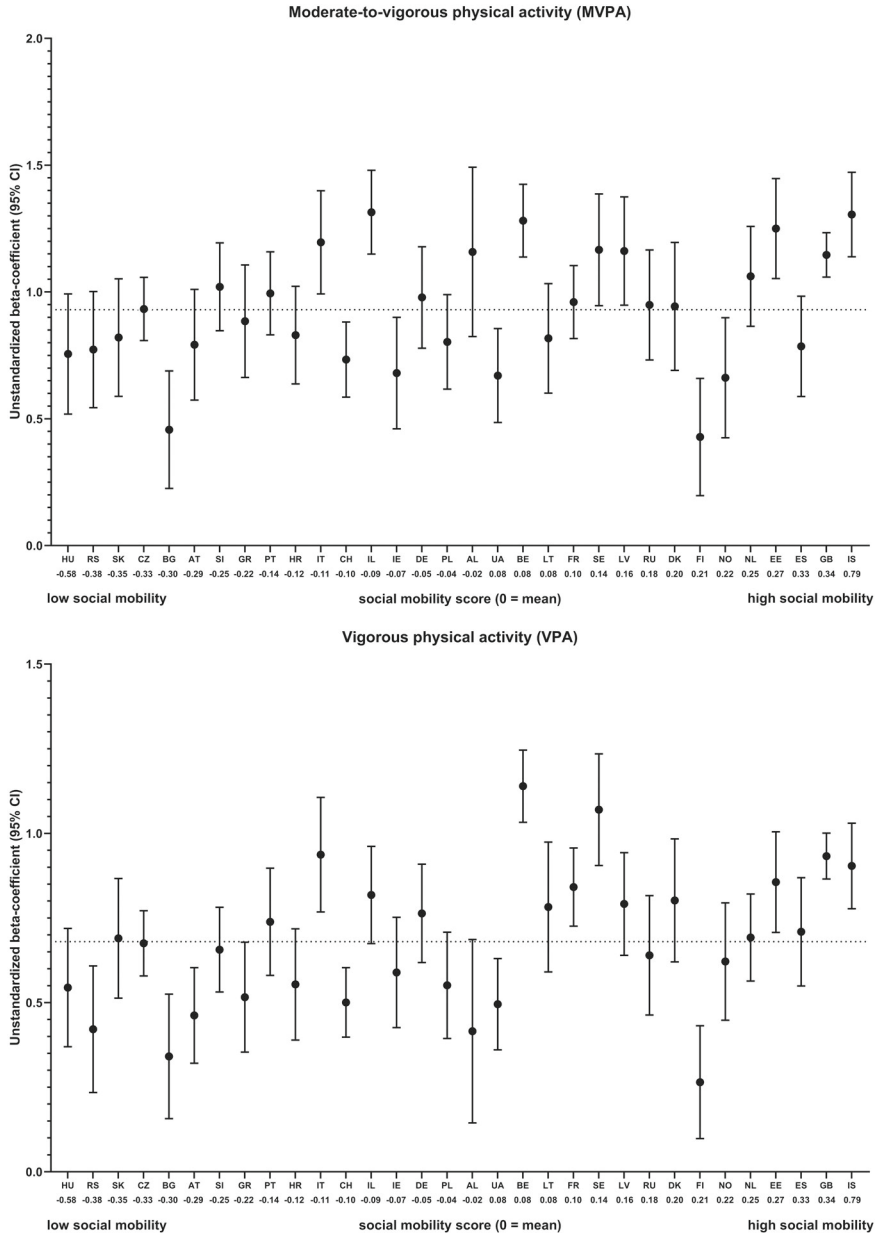 Moderate-to-vigorous physical activity (MVPA)
Unstandardized beta-coefficient (95% CI)
2.0
1.5
1.0
0.5
0.0
HU RS SK CZ BG AT SI GR PT HR IT CH IL IE DE PL AL UA BE LT FR SE LV RU DK FI NO NL EE ES GB IS
-0.58 -0.38 -0.35 -0.33 -0.30 -0.29 -0.25 -0.22 -0.14 -0.12 -0.11 -0.10 -0.09 -0.07 -0.05 -0.04 -0.02 0.08 0.08 0.08 0.10 0.14 0.16 0.18 0.20 0.21 0.22 0.25 0.27 0.33 0.34 0.79
low social mobility social mobility score (0 = mean) high social mobility
Vigorous physical activity (VPA)
Unstandardized beta-coefficient (95% CI)
1.5
1.0
0.5
0.0
HU RS SK CZ BG AT SI GR PT HR IT CH IL IE DE PL AL UA BE LT FR SE LV RU DK FI NO NL EE ES GB IS
-0.58 -0.38 -0.35 -0.33 -0.30 -0.29 -0.25 -0.22 -0.14 -0.12 -0.11 -0.10 -0.09 -0.07 -0.05 -0.04 -0.02 0.08 0.08 0.08 0.10 0.14 0.16 0.18 0.20 0.21 0.22 0.25 0.27 0.33 0.34 0.79
low social mobility social mobility score (0 = mean) high social mobility